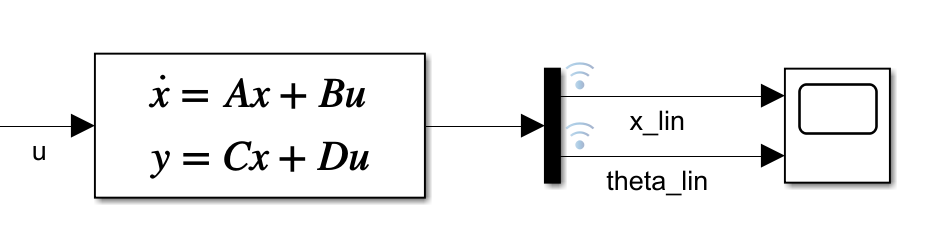 u
ẋ = Ax + Bu
y = Cx + Du
x_lin
theta_lin